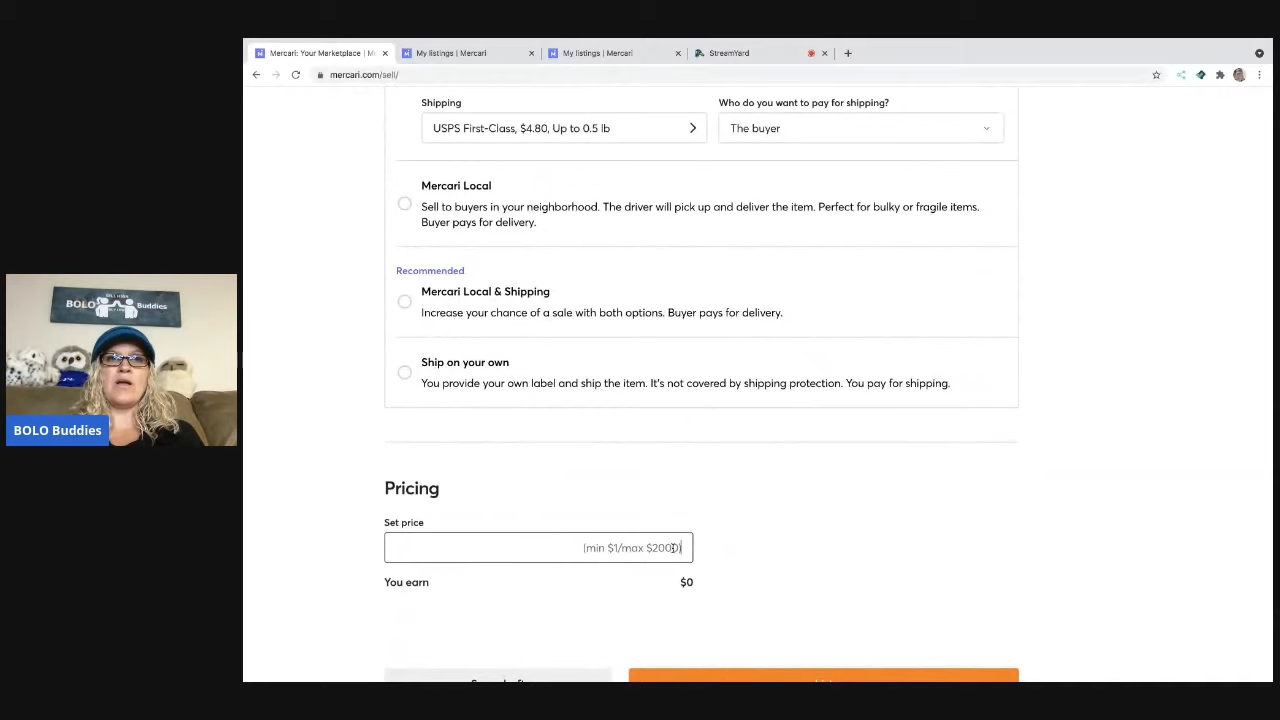 Mercari: Your Marketplace | M
My listings | Mercari
My listings | Mercari
StreamYard
mercari.com/sell/
Shipping
Who do you want to pay for shipping?
USPS First-Class, $4.80, Up to 0.5 lb
The buyer
Mercari Local
Sell to buyers in your neighborhood. The driver will pick up and deliver the item. Perfect for bulky or fragile items.
Buyer pays for delivery.
Recommended
Mercari Local & Shipping
Increase your chance of a sale with both options. Buyer pays for delivery.
Ship on your own
You provide your own label and ship the item. It's not covered by shipping protection. You pay for shipping.
BOLO Buddies
BOLO Buddies
Pricing
Set price
(min $1/max $2000)
You earn
$0